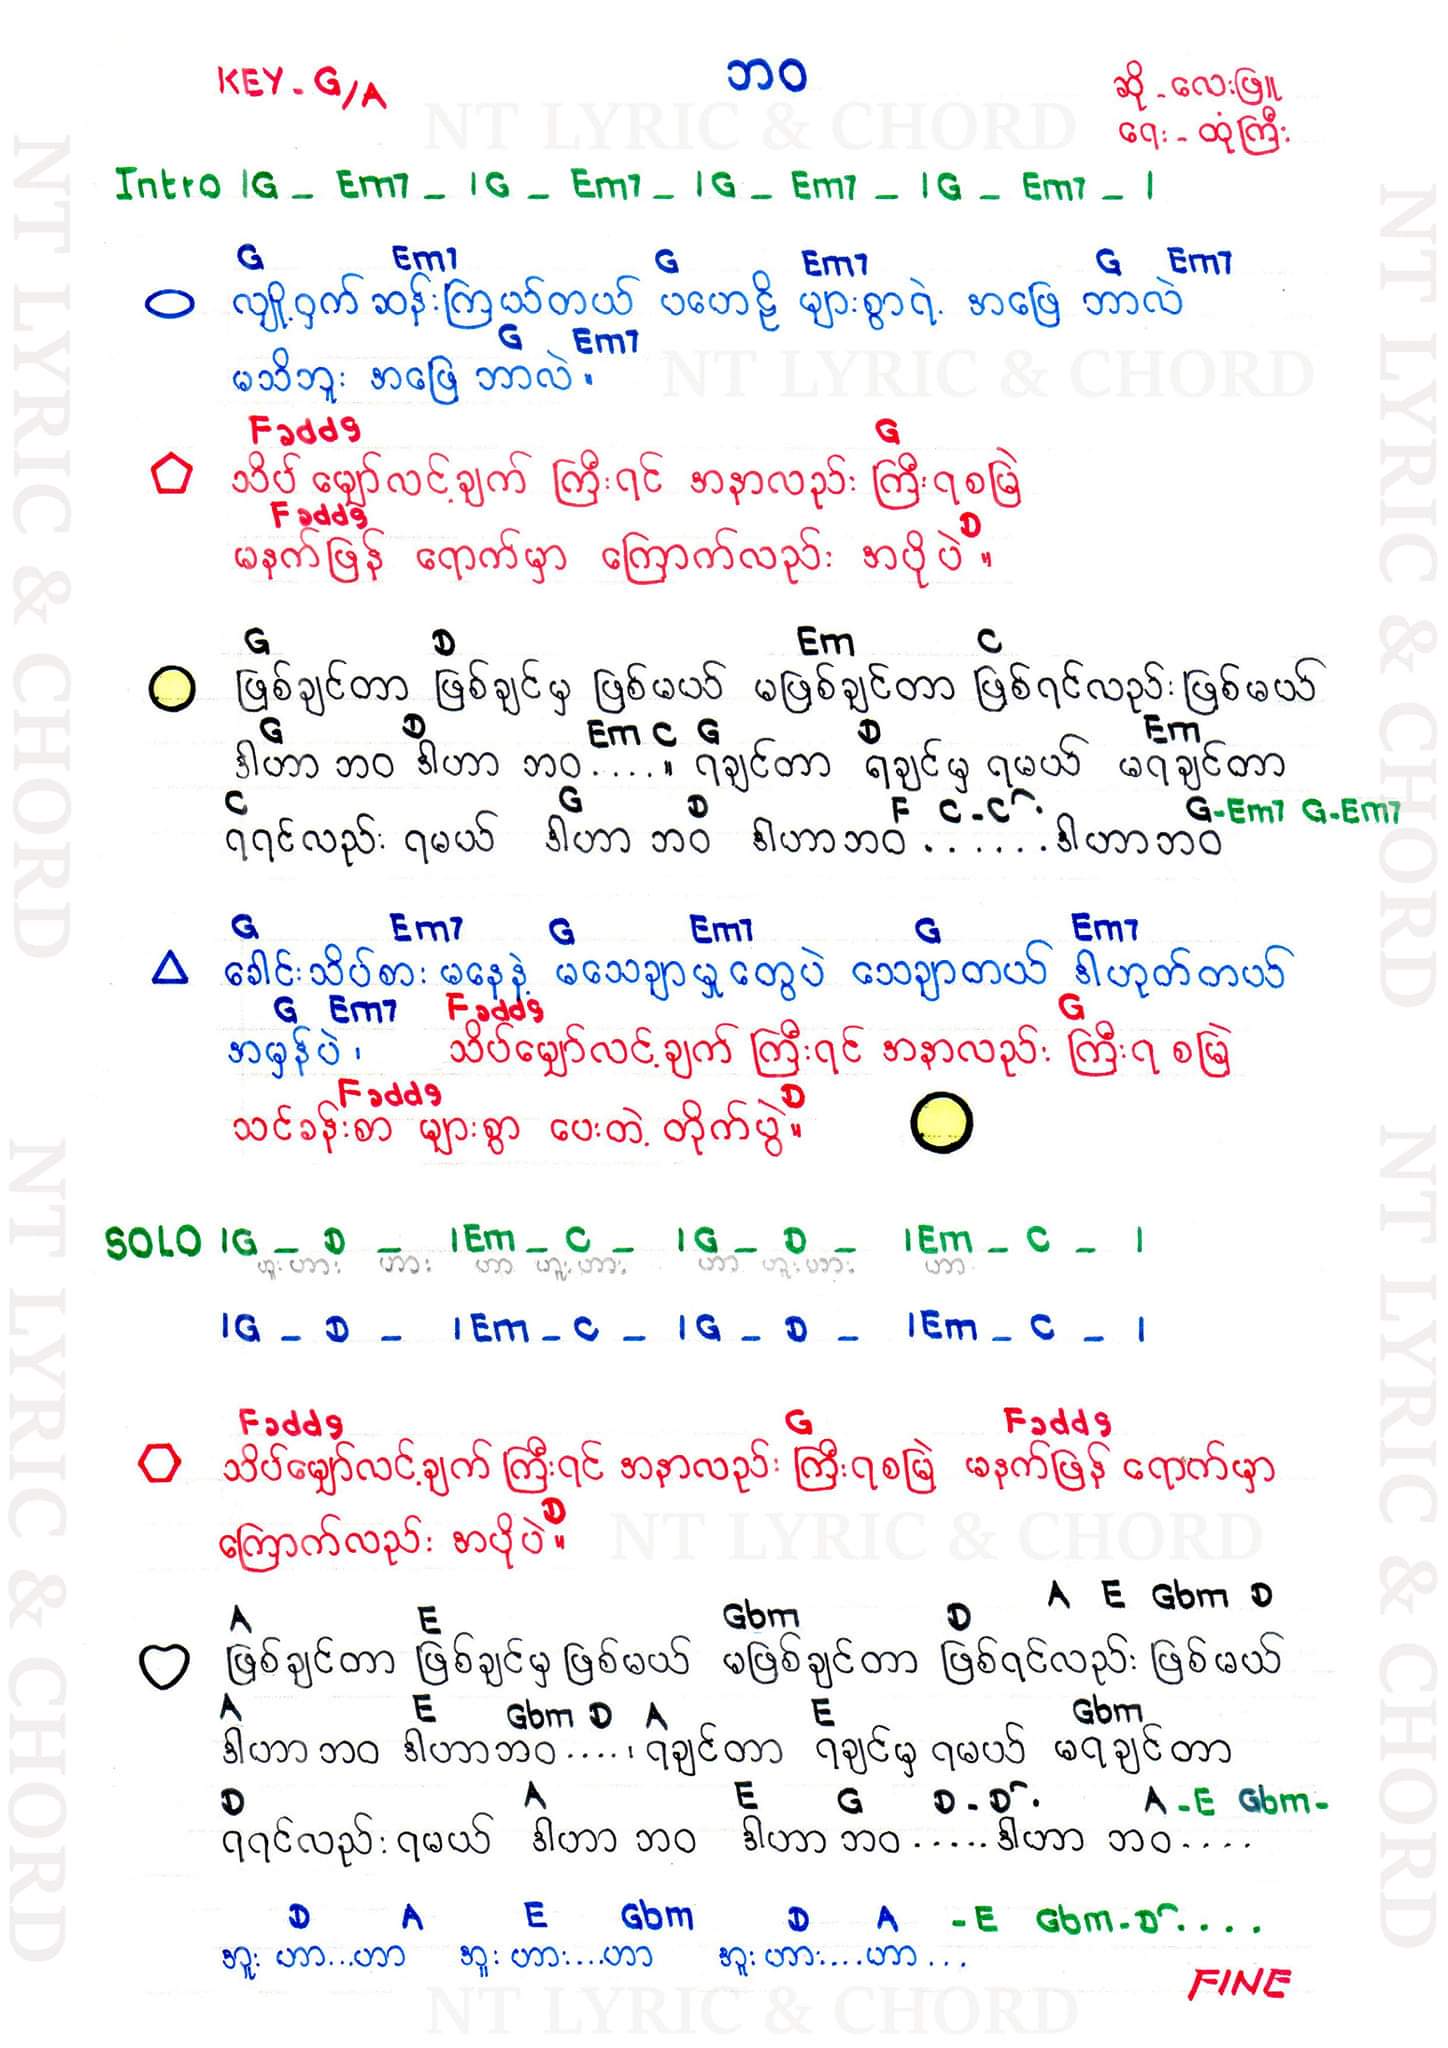 KEY - G/A
ဘဝ
ဆို - လေးဖြူ
ရေး - ထုံကြီး
NT LYRIC & CHORD
Intro | G _ Em7 _ | G _ Em7 _ | G _ Em7 _ | G _ Em7 _ |
G Em7 G Em7 G Em7
လျှို့ဝှက်ဆန်းကြယ်တယ် ပဟေဠိ များစွာရဲ့ အဖြေ ဘာလဲ
G Em7
မသိဘူး အဖြေ ဘာလဲ။
NT LYRIC & CHORD
Fadd9 G
သိပ်မျှော်လင့်ချက် ကြီးရင် အနာလည်း ကြီးရစမြဲ
Fadd9 D
မနက်ဖြန် ရောက်မှာ ကြောက်လည်း အပိုပဲ။
G D Em C
ဖြစ်ချင်တာ ဖြစ်ချင်မှ ဖြစ်မယ် မဖြစ်ချင်တာ ဖြစ်ရင်လည်း ဖြစ်မယ်
G D Em C G D Em
ဒါဟာ ဘဝ ဒါဟာ ဘဝ.....။ ရချင်တာ ရချင်မှ ရမယ် မရချင်တာ
C G D F C-C G-Em7 G-Em7
ရရင်လည်း ရမယ် ဒါဟာ ဘဝ ဒါဟာဘဝ.......ဒါဟာဘဝ
G Em7 G Em7 G Em7
ခေါင်းသိပ်စား မနေနဲ့ မသေချာမှုတွေပဲ သေချာတယ် ဒါဟုတ်တယ်
G Em7 Fadd9 G
အမှန်ပဲ၊ သိပ်မျှော်လင့်ချက် ကြီးရင် အနာလည်း ကြီးရ စမြဲ
Fadd9 D
သင်ခန်းစာ များစွာ ပေးတဲ့ တိုက်ပွဲ။
SOLO | G _ D _ | Em _ C _ | G _ D _ | Em _ C _ |
ဟူးဟား ဟား ဟာ ဟူးဟား ဟာ ဟူးဟား ဟာ
| G _ D _ | Em _ C _ | G _ D _ | Em _ C _ |
Fadd9 G Fadd9
သိပ်မျှော်လင့်ချက် ကြီးရင် အနာလည်း ကြီးရစမြဲ မနက်ဖြန် ရောက်မှာ
D
ကြောက်လည်း အပိုပဲ။
NT LYRIC & CHORD
A E Gbm D A E Gbm D
ဖြစ်ချင်တာ ဖြစ်ချင်မှ ဖြစ်မယ် မဖြစ်ချင်တာ ဖြစ်ရင်လည်း ဖြစ်မယ်
A E Gbm D A E Gbm
ဒါဟာ ဘဝ ဒါဟာဘဝ....၊ ရချင်တာ ရချင်မှ ရမယ် မရချင်တာ
D A E G D-D A-E Gbm-
ရရင်လည်း ရမယ် ဒါဟာ ဘဝ ဒါဟာ ဘဝ.....ဒါဟာ ဘဝ....
D A E Gbm D A -E Gbm-D....
အူး ဟာ...ဟာ အူး ဟား....ဟာ အူး ဟား....ဟာ...
FINE
NT LYRIC & CHORD
NT LYRIC & CHORD
NT LYRIC & CHORD
NT LYRIC & CHORD
NT LYRIC & CHORD